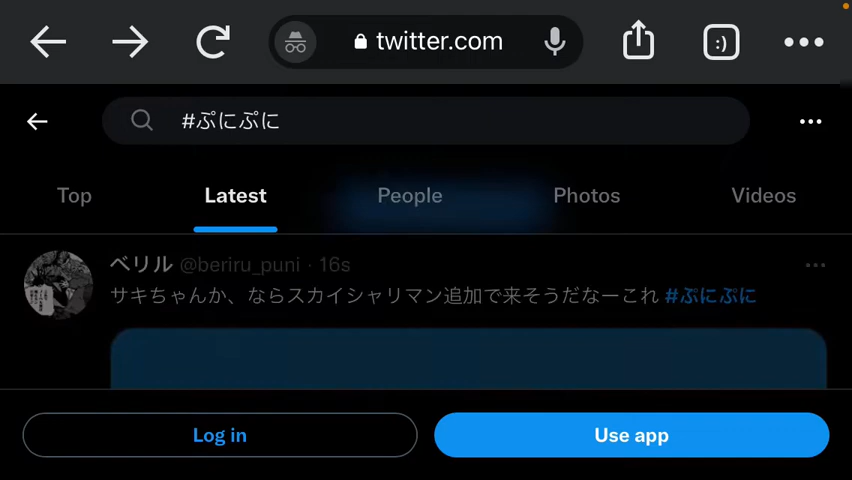 twitter.com
:)
#ぷにぷに
Top Latest People Photos Videos
ベリル @beriru_puni · 16s
サキちゃんか、ならスカイシャリマン追加で来そうだなーこれ #ぷにぷに
Log in Use app